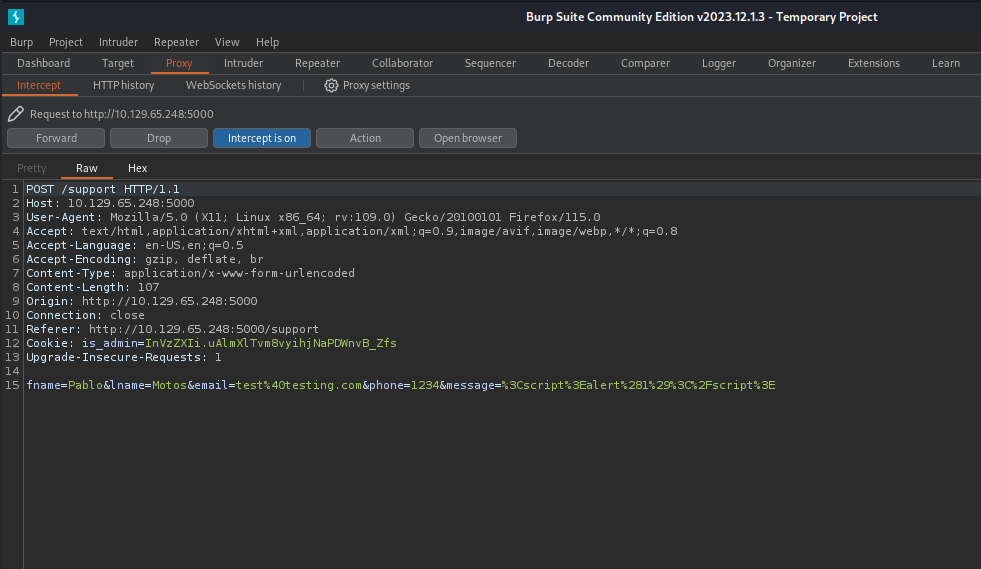 Burp Suite Community Edition v2023.12.1.3 - Temporary Project
Burp Project Intruder Repeater View Help
Dashboard Target Proxy Intruder Repeater Collaborator Sequencer Decoder Comparer Logger Organizer Extensions Learn
Intercept HTTP history WebSockets history Proxy settings
Request to http://10.129.65.248:5000
Forward Drop Intercept is on Action Open browser
Pretty Raw Hex
1 POST /support HTTP/1.1
2 Host: 10.129.65.248:5000
3 User-Agent: Mozilla/5.0 (X11; Linux x86_64; rv:109.0) Gecko/20100101 Firefox/115.0
4 Accept: text/html,application/xhtml+xml,application/xml;q=0.9,image/avif,image/webp,*/*;q=0.8
5 Accept-Language: en-US,en;q=0.5
6 Accept-Encoding: gzip, deflate, br
7 Content-Type: application/x-www-form-urlencoded
8 Content-Length: 107
9 Origin: http://10.129.65.248:5000
10 Connection: close
11 Referer: http://10.129.65.248:5000/support
12 Cookie: is_admin=InVzZXIi.uAlmXlTvm8vyihjNaPDWnvB_Zfs
13 Upgrade-Insecure-Requests: 1
14
15 fname=Pablo&lname=Motos&email=test%40testing.com&phone=1234&message=%3Cscript%3Ealert%281%29%3C%2Fscript%3E